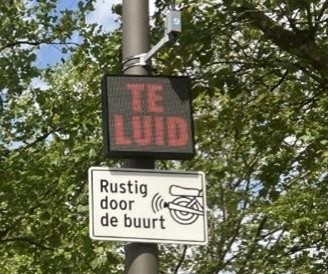 TE
LUID
Rustig
door
de buurt